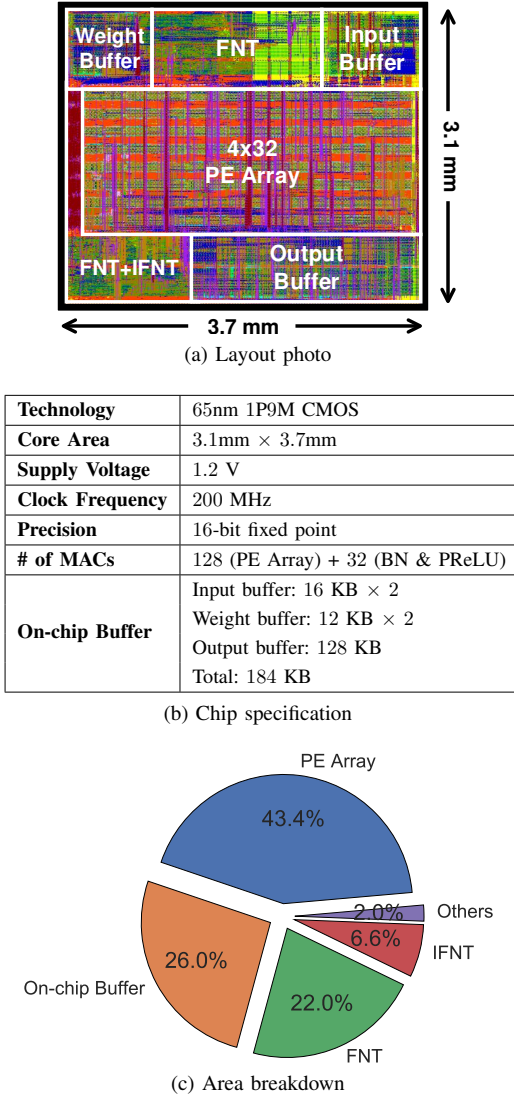 Weight
Buffer
FNT
Input
Buffer
4x32
PE Array
3.1 mm
FNT+IFNT
Output
Buffer
3.7 mm
(a) Layout photo
Technology 65nm 1P9M CMOS
Core Area 3.1mm × 3.7mm
Supply Voltage 1.2 V
Clock Frequency 200 MHz
Precision 16-bit fixed point
# of MACs 128 (PE Array) + 32 (BN & PReLU)
On-chip Buffer
Input buffer: 16 KB × 2
Weight buffer: 12 KB × 2
Output buffer: 128 KB
Total: 184 KB
(b) Chip specification
PE Array
43.4%
2.0%
Others
6.6%
IFNT
26.0%
On-chip Buffer
22.0%
FNT
(c) Area breakdown